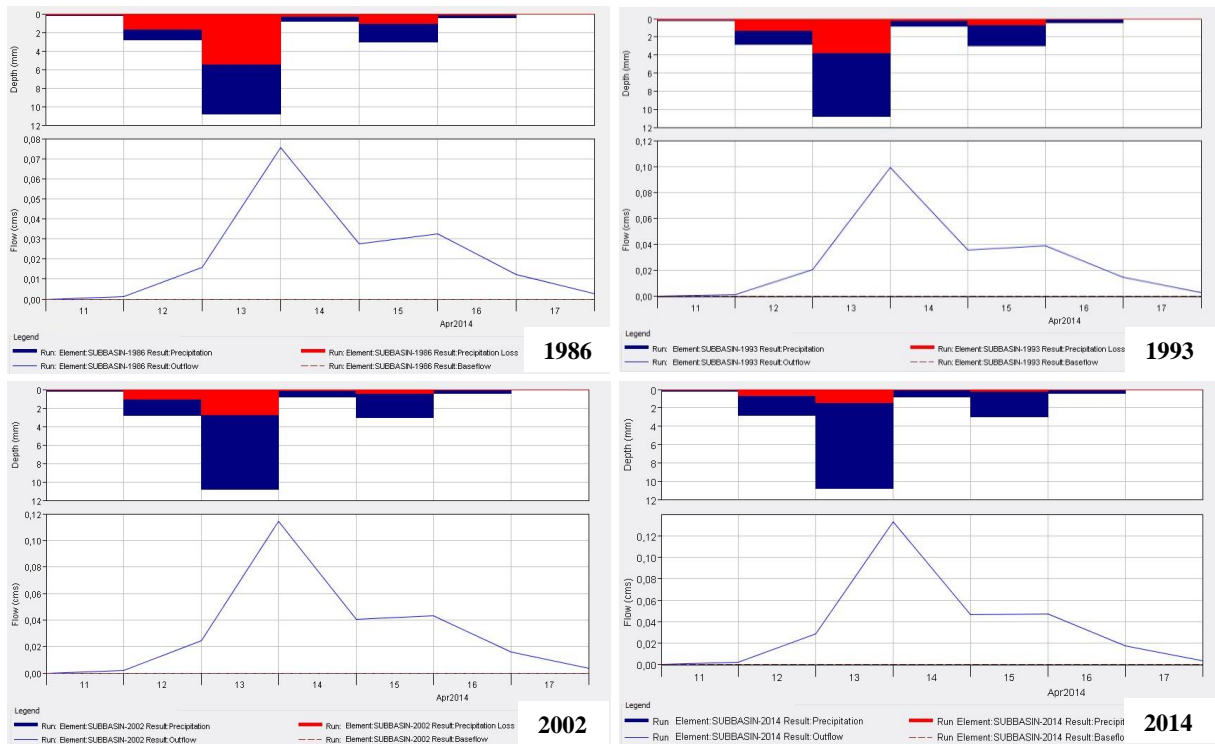 0
2
4
6
8
10
12
Depth (mm)
0,08
0,07
0,06
0,05
0,04
0,03
0,02
0,01
0,00
Flow (cms)
11 12 13 14 15 16 17
Apr2014
Legend
Run: Element:SUBBASIN-1986 Result:Precipitation
Run: Element:SUBBASIN-1986 Result:Precipitation Loss
Run: Element:SUBBASIN-1986 Result:Outflow
Run: Element:SUBBASIN-1986 Result:Baseflow
1986
0
2
4
6
8
10
12
Depth (mm)
0,12
0,10
0,08
0,06
0,04
0,02
0,00
Flow (cms)
11 12 13 14 15 16 17
Apr2014
Legend
Run: Element:SUBBASIN-1993 Result:Precipitation
Run: Element:SUBBASIN-1993 Result:Precipitation Loss
Run: Element:SUBBASIN-1993 Result:Outflow
Run: Element:SUBBASIN-1993 Result:Baseflow
1993
0
2
4
6
8
10
12
Depth (mm)
0,12
0,10
0,08
0,06
0,04
0,02
0,00
Flow (cms)
11 12 13 14 15 16 17
Apr2014
Legend
Run: Element:SUBBASIN-2002 Result:Precipitation
Run: Element:SUBBASIN-2002 Result:Precipitation Loss
Run: Element:SUBBASIN-2002 Result:Outflow
Run: Element:SUBBASIN-2002 Result:Baseflow
2002
0
2
4
6
8
10
12
Depth (mm)
0,12
0,10
0,08
0,06
0,04
0,02
0,00
Flow (cms)
11 12 13 14 15 16 17
Apr2014
Legend
Run Element:SUBBASIN-2014 Result:Precipitation
Run Element:SUBBASIN-2014 Result:Precipit
Run Element:SUBBASIN-2014 Result:Outflow
Run Element:SUBBASIN-2014 Result:Baseflo
2014